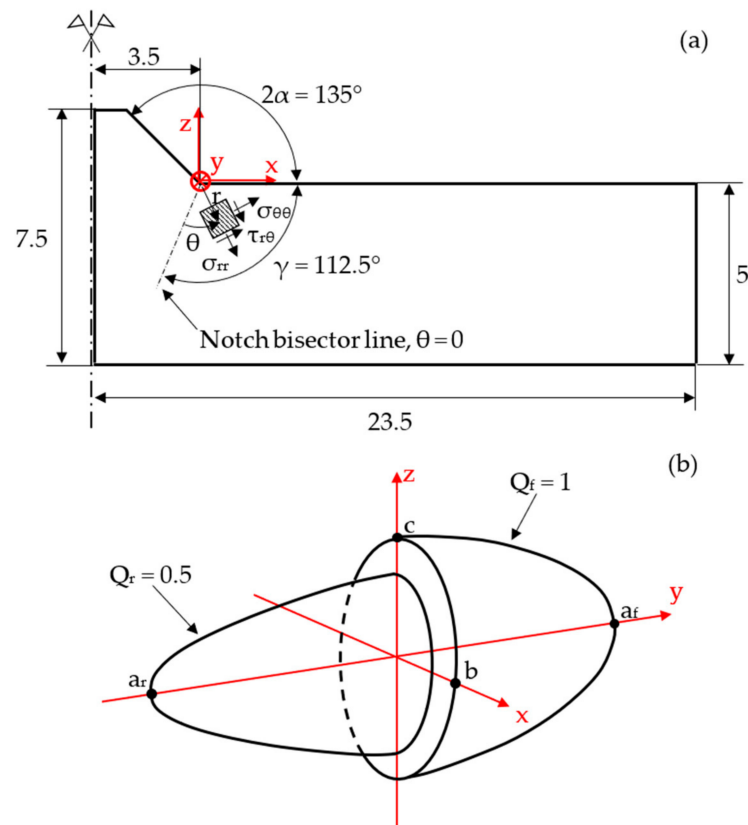 (a)
3.5
2α = 135°
z
y
x
r
σθθ
7.5
θ
τrθ
5
σrr
γ = 112.5°
Notch bisector line, θ = 0
23.5
(b)
z
Qf = 1
c
Qr = 0.5
y
af
ar
b
x